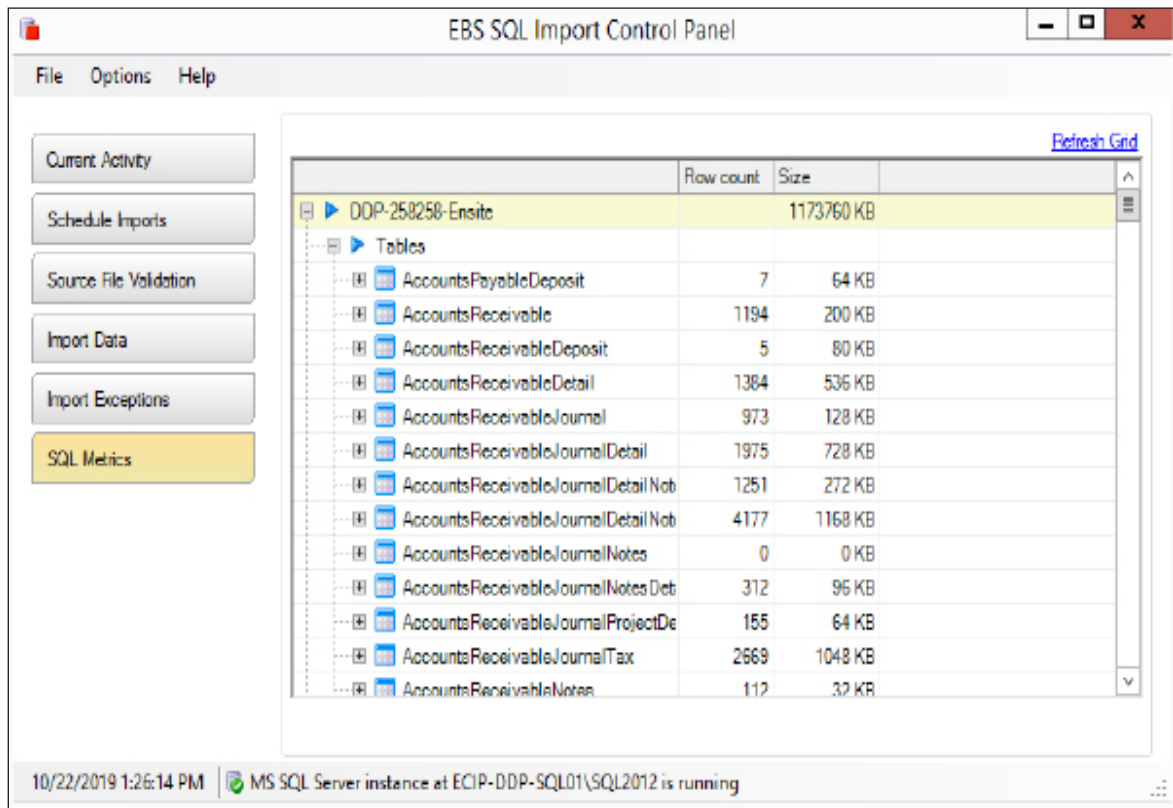 EBS SQL Import Control Panel
File Options Help
Current Activity
Schedule Imports
Source File Validation
Import Data
Import Exceptions
SQL Metrics
Refresh Grid
Row count Size
DDP-258258-Ensite 1173760 KB
Tables
AccountsPayableDeposit 7 64 KB
AccountsReceivable 1194 200 KB
AccountsReceivableDeposit 5 80 KB
AccountsReceivableDetail 1384 536 KB
AccountsReceivableJournal 973 128 KB
AccountsReceivableJournalDetail 1975 728 KB
AccountsReceivableJournalDetailNot 1251 272 KB
AccountsReceivableJournalDetailNot 4177 1168 KB
AccountsReceivableJournalNotes 0 0 KB
AccountsReceivableJournalNotesDet 312 96 KB
AccountsReceivableJournalProjectDe 155 64 KB
AccountsReceivableJournalTax 2669 1048 KB
AccountsReceivableNotes 112 32 KB
10/22/2019 1:26:14 PM MS SQL Server instance at ECIP-DDP-SQL01\SQL2012 is running